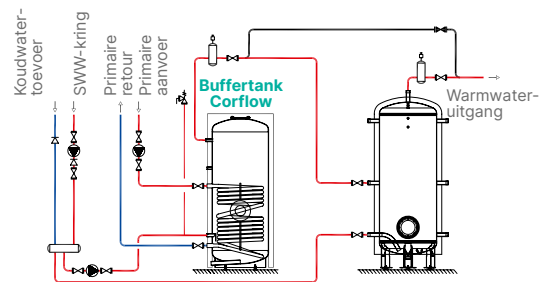 Koudwater-
toevoer
SWW-kring
Primaire
retour
Primaire
aanvoer
Buffertank
Corflow
Warmwater-
uitgang